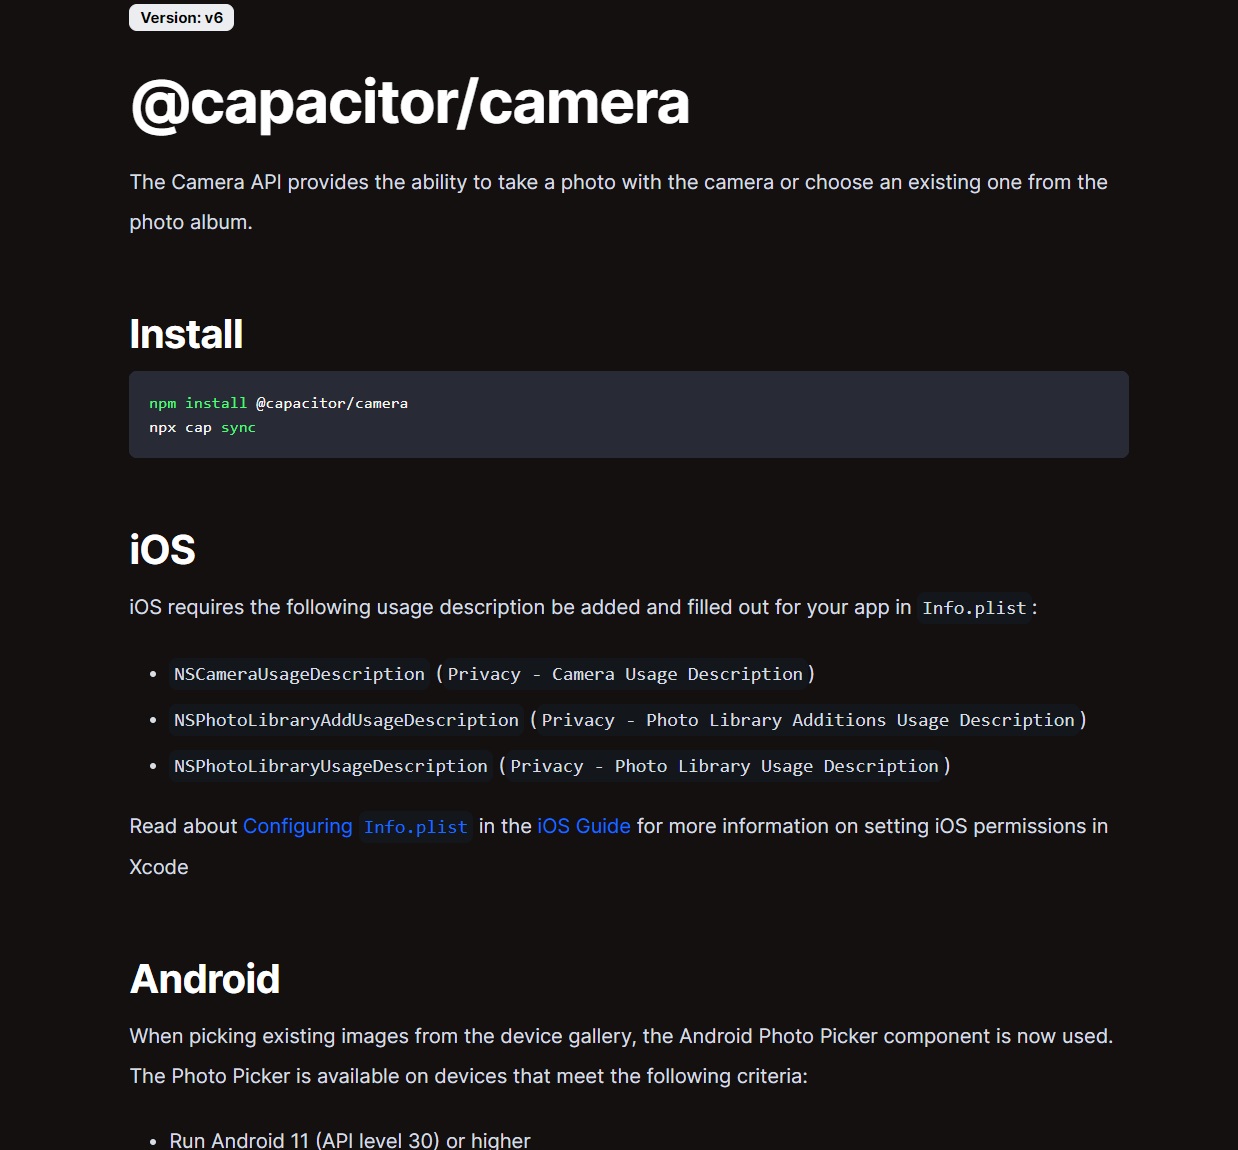 Version: v6
@capacitor/camera
The Camera API provides the ability to take a photo with the camera or choose an existing one from the
photo album.
Install
npm install @capacitor/camera
npx cap sync
iOS
iOS requires the following usage description be added and filled out for your app in Info.plist:
• NSCameraUsageDescription (Privacy - Camera Usage Description)
• NSPhotoLibraryAddUsageDescription (Privacy - Photo Library Additions Usage Description)
• NSPhotoLibraryUsageDescription (Privacy - Photo Library Usage Description)
Read about Configuring Info.plist in the iOS Guide for more information on setting iOS permissions in
Xcode
Android
When picking existing images from the device gallery, the Android Photo Picker component is now used.
The Photo Picker is available on devices that meet the following criteria:
• Run Android 11 (API level 30) or higher